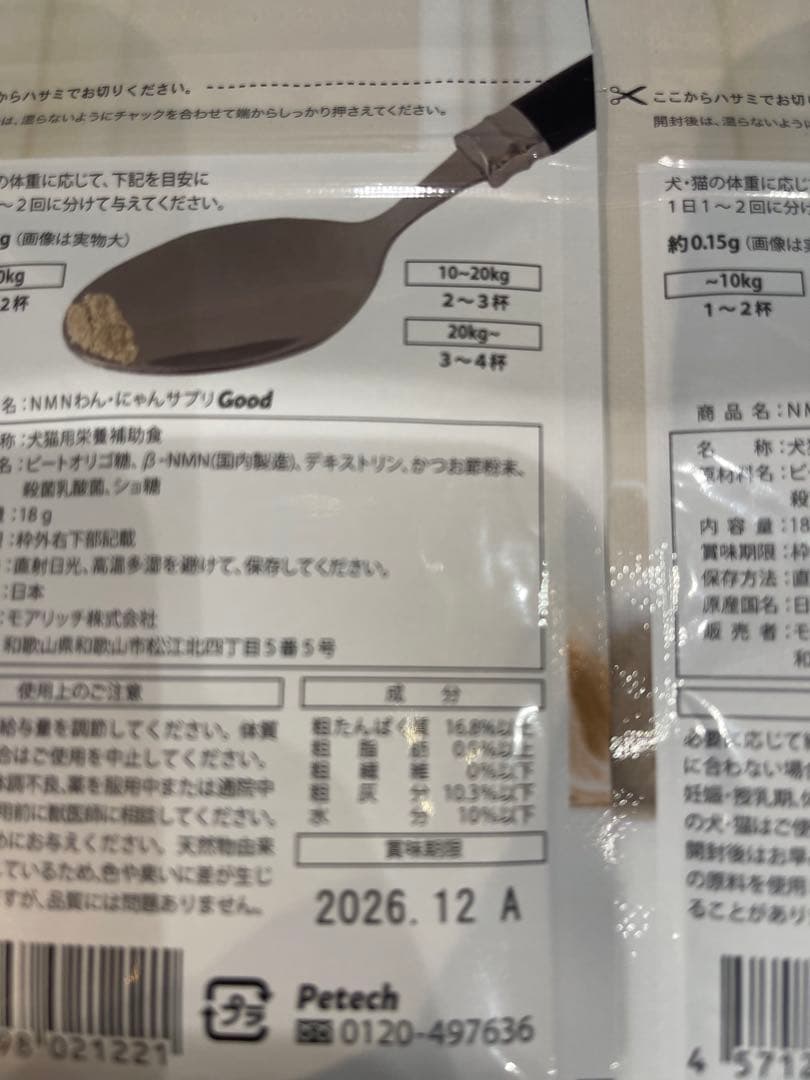 からハサミでお切りください。
は、湿らないようにチャックを合わせて端からしっかり押さえてください。
の体重に応じて、下記を目安に
～2回に分けて与えてください。
g（画像は実物大）
0kg
2杯
10~20kg
2～3杯
20kg~
3～4杯
名：NMNわん・にゃんサプリGood
称：犬猫用栄養補助食
名：ビートオリゴ糖、β-NMN(国内製造)、デキストリン、かつお節粉末、
殺菌乳酸菌、ショ糖
：18g
：枠外右下部記載
：直射日光、高温多湿を避けて、保存してください。
：日本
：モアリッチ株式会社
和歌山県和歌山市松江北四丁目5番5号
使用上のご注意
給与量を調節してください。体質
合はご使用を中止してください。
体調不良、薬を服用中または通院中
用前に獣医師に相談してください。
めにお与えください。天然物由来
ているため、色や臭いに差が生じ
すが、品質には問題ありません。
成分
粗たんぱく質 16.8%以上
粗脂肪 %以上
粗繊維 0%以下
粗灰分 10.3%以下
水分 10%以下
賞味期限
2026.12 A
プラ
Petech
0120-497636
98 021221
ここからハサミでお切り
開封後は、湿らないように
犬・猫の体重に応じ
1日1～2回に分け
約0.15g（画像は実
~10kg
1～2杯
商品名：NM
名称：犬
原材料名：ビ
殺
内容量：18
賞味期限：枠
保存方法：直
原産国名：日
販売者：モ
和
必要に応じて
に合わない場
妊娠・授乳期、
の犬・猫はご使
開封後はお早
の原料を使用
ることがあり
4 5712